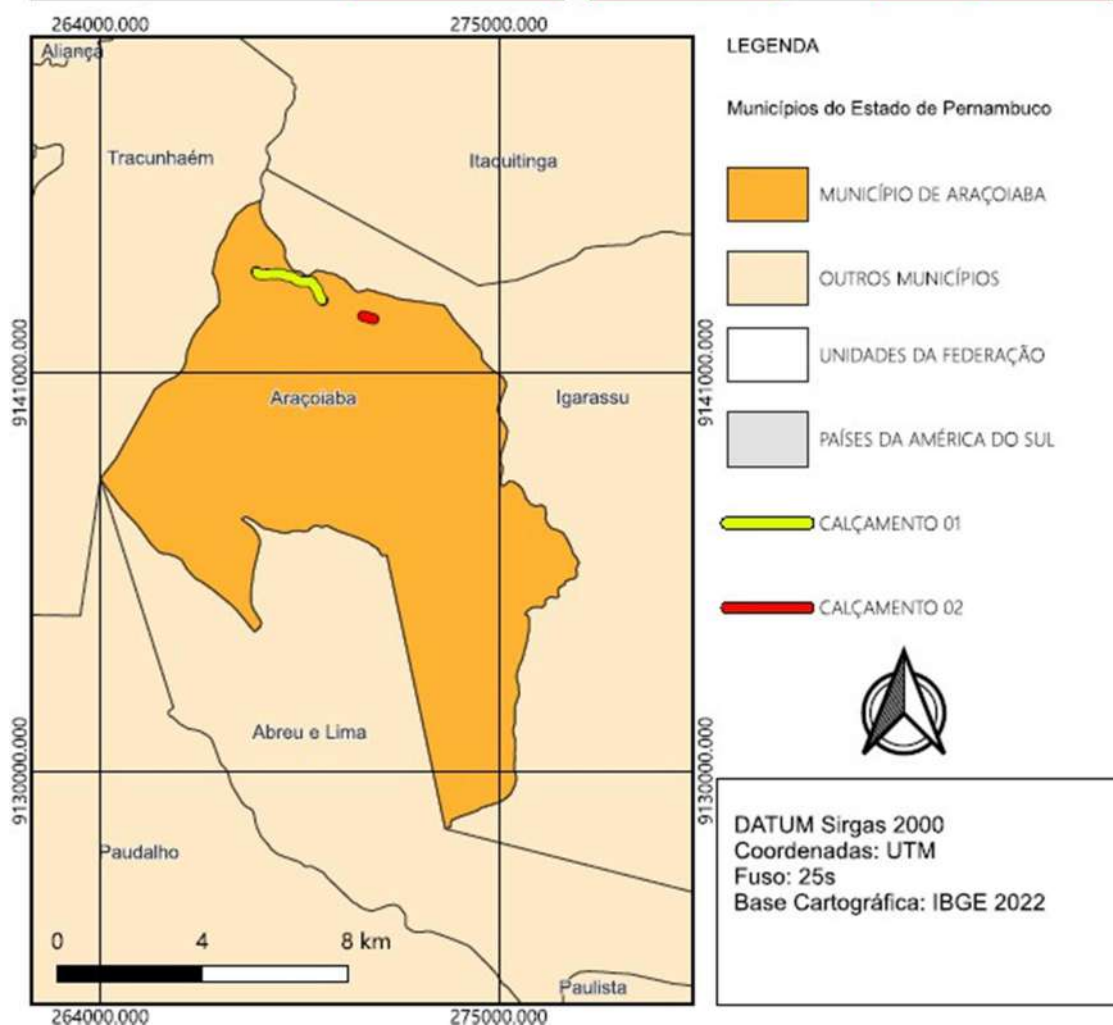 264000.000
275000.000
Aliança
Tracunhaém
Itaquitinga
9141000.000
9141000.000
Araçoiaba
Igarassu
Abreu e Lima
9130000.000
9130000.000
Paudalho
0 4 8 km
Paulista
264000.000
275000.000
LEGENDA
Municípios do Estado de Pernambuco
MUNICÍPIO DE ARAÇOIABA
OUTROS MUNICÍPIOS
UNIDADES DA FEDERAÇÃO
PAÍSES DA AMÉRICA DO SUL
CALÇAMENTO 01
CALÇAMENTO 02
DATUM Sirgas 2000
Coordenadas: UTM
Fuso: 25s
Base Cartográfica: IBGE 2022